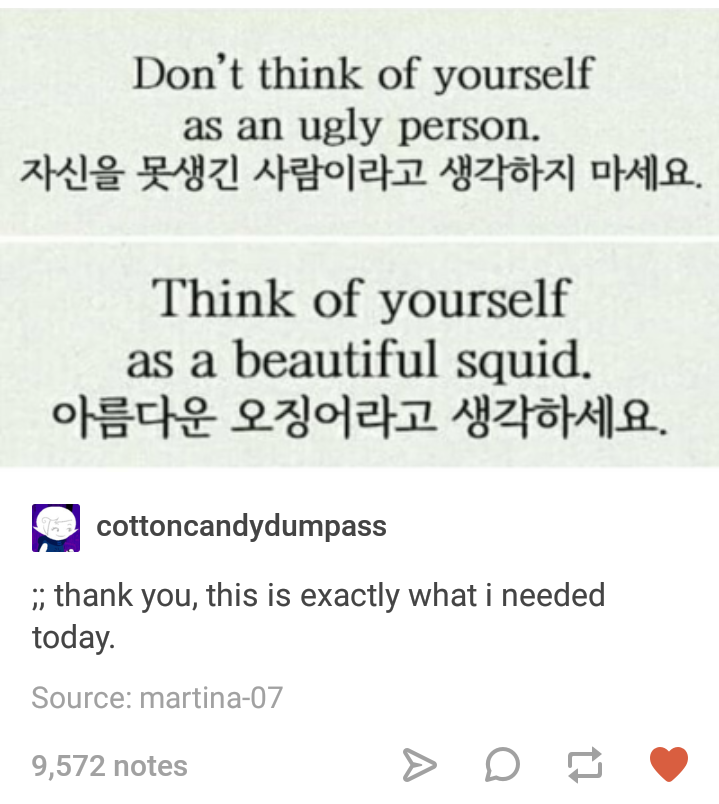 Don't think of yourself
as an ugly person.
자신을 못생긴 사람이라고 생각하지 마세요.
Think of yourself
as a beautiful squid.
아름다운 오징어라고 생각하세요.
cottoncandydumpass
;; thank you, this is exactly what i needed
today.
Source: martina-07
9,572 notes